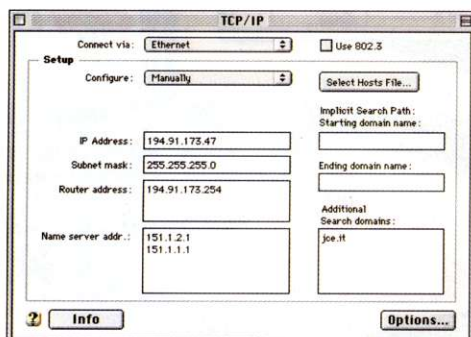 TCP/IP
Connect via: Ethernet
Use 802.3
Setup
Configure: Manually
Select Hosts File...
Implicit Search Path:
Starting domain name:
IP Address: 194.91.173.47
Subnet mask: 255.255.255.0
Ending domain name:
Router address: 194.91.173.254
Additional
Search domains:
Name server addr.: 151.1.2.1
151.1.1.1
jce.it
?
Info
Options...